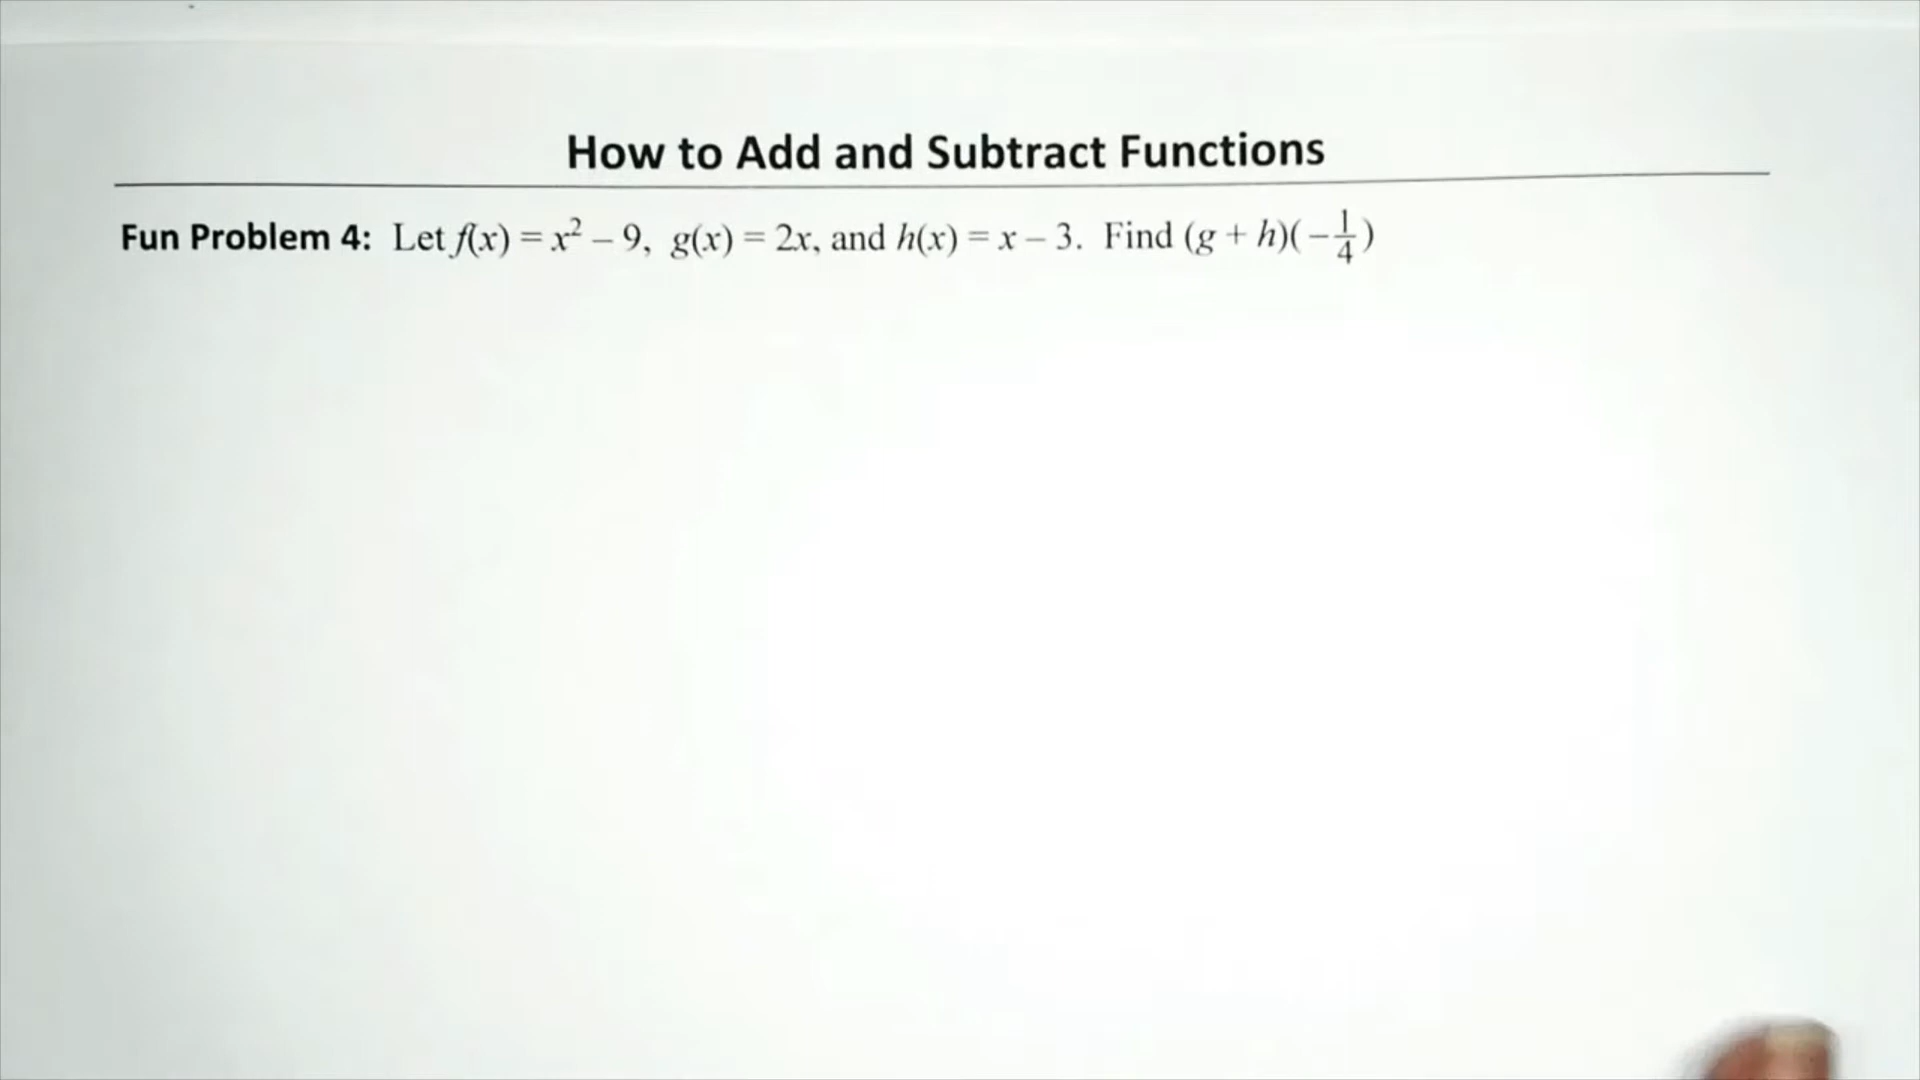 How to Add and Subtract Functions
Fun Problem 4: Let f(x) = x² – 9, g(x) = 2x, and h(x) = x – 3. Find (g + h)(–1/4)